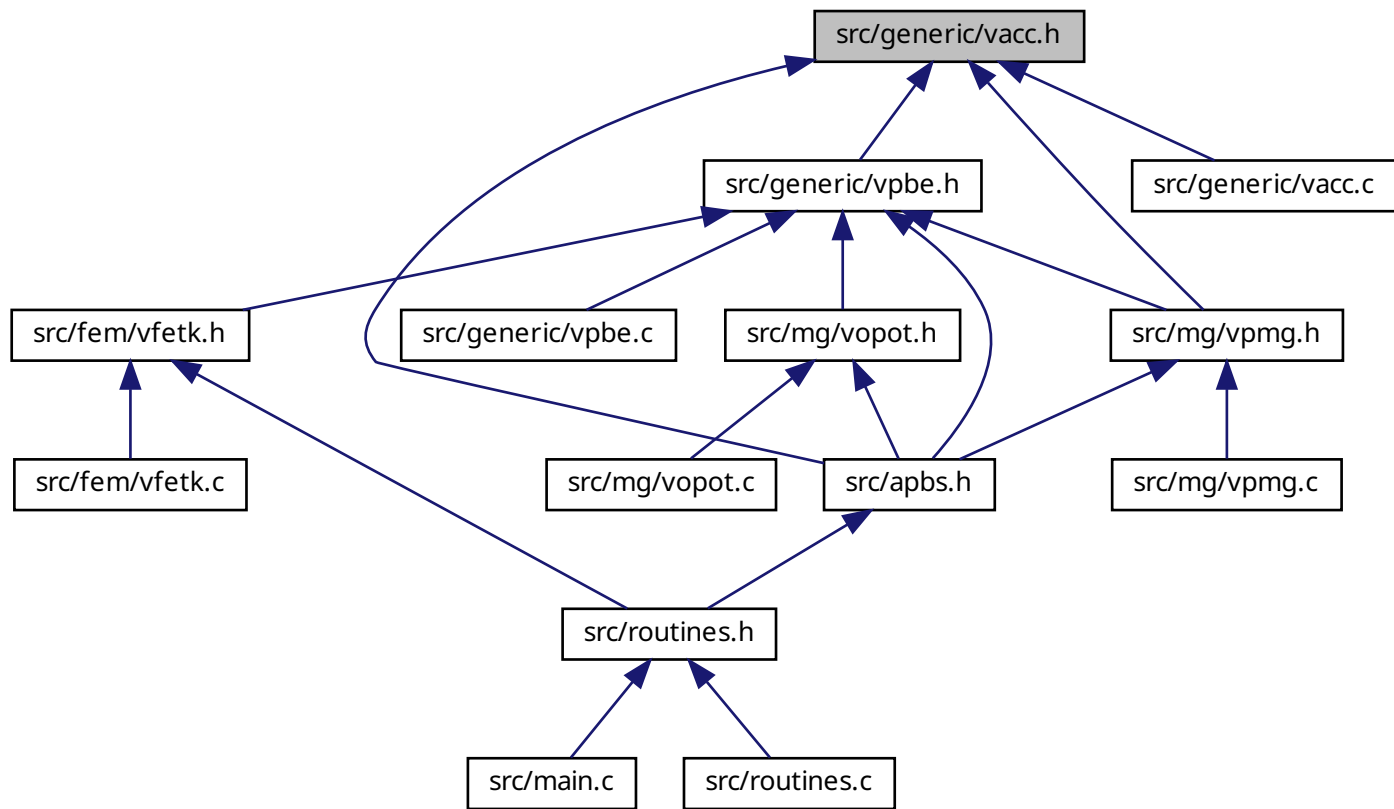 src/generic/vacc.h
src/generic/vpbe.h
src/generic/vacc.c
src/fem/vfetk.h
src/generic/vpbe.c
src/mg/vopot.h
src/mg/vpmg.h
src/fem/vfetk.c
src/mg/vopot.c
src/apbs.h
src/mg/vpmg.c
src/routines.h
src/main.c
src/routines.c